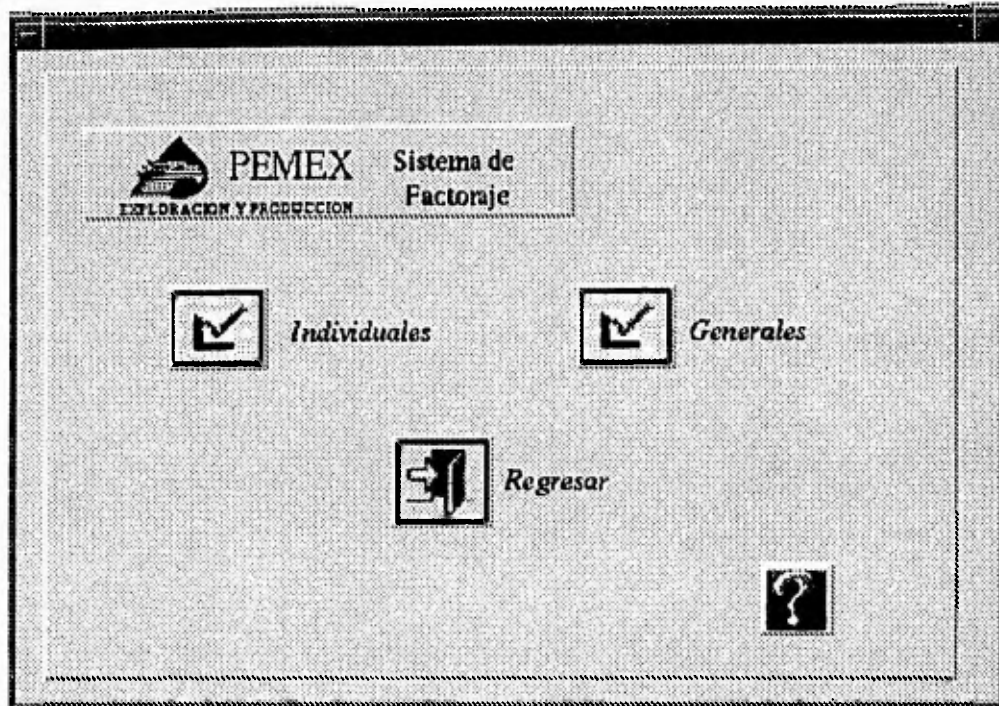 PEMEX
EXPLORACION Y PRODUCCION
Sistema de
Factoraje
Individuales
Generales
Regresar
?